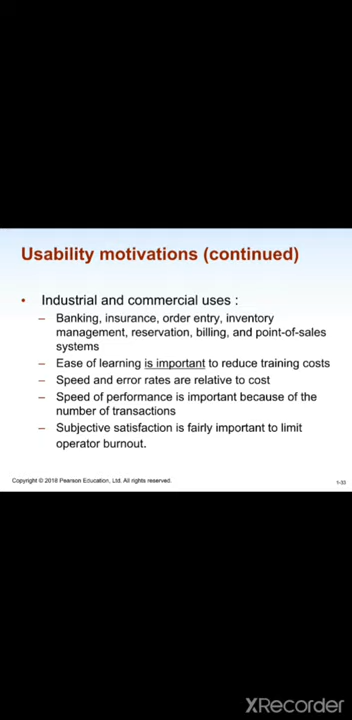 Usability motivations (continued)
• Industrial and commercial uses :
– Banking, insurance, order entry, inventory
management, reservation, billing, and point-of-sales
systems
– Ease of learning is important to reduce training costs
– Speed and error rates are relative to cost
– Speed of performance is important because of the
number of transactions
– Subjective satisfaction is fairly important to limit
operator burnout.
Copyright © 2018 Pearson Education, Ltd. All rights reserved.
1-33
XRecorder